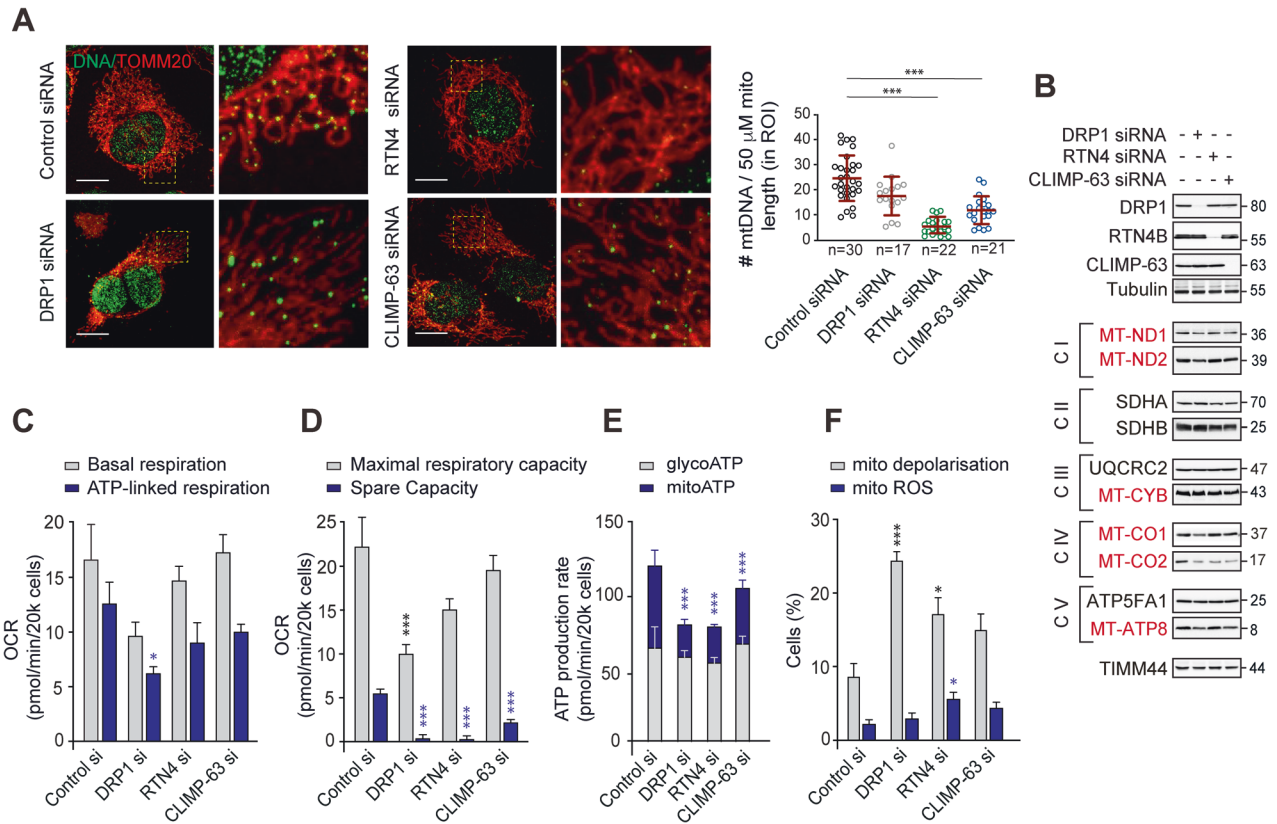 A
DNA/TOMM20
Control siRNA
RTN4 siRNA
DRP1 siRNA
CLIMP-63 siRNA
# mtDNA / 50 μM mito
length (in ROI)
***
***
50
40
30
20
10
0
n=30
n=17
n=22
n=21
Control siRNA
DRP1 siRNA
RTN4 siRNA
CLIMP-63 siRNA
B
DRP1 siRNA - + - -
RTN4 siRNA - - + -
CLIMP-63 siRNA - - - +
DRP1 80
RTN4B 55
CLIMP-63 63
Tubulin 55
C I
MT-ND1 36
MT-ND2 39
C II
SDHA 70
SDHB 25
C III
UQCRC2 47
MT-CYB 43
C IV
MT-CO1 37
MT-CO2 17
C V
ATP5FA1 25
MT-ATP8 8
TIMM44 44
C
Basal respiration
ATP-linked respiration
OCR
(pmol/min/20k cells)
20
15
10
5
0
*
Control si
DRP1 si
RTN4 si
CLIMP-63 si
D
Maximal respiratory capacity
Spare Capacity
OCR
(pmol/min/20k cells)
25
20
15
10
5
0
***
***
***
***
Control si
DRP1 si
RTN4 si
CLIMP-63 si
E
glycoATP
mitoATP
ATP production rate
(pmol/min/20k cells)
150
100
50
0
***
***
***
Control si
DRP1 si
RTN4 si
CLIMP-63 si
F
mito depolarisation
mito ROS
Cells (%)
30
20
10
0
***
*
*
Control si
DRP1 si
RTN4 si
CLIMP-63 si